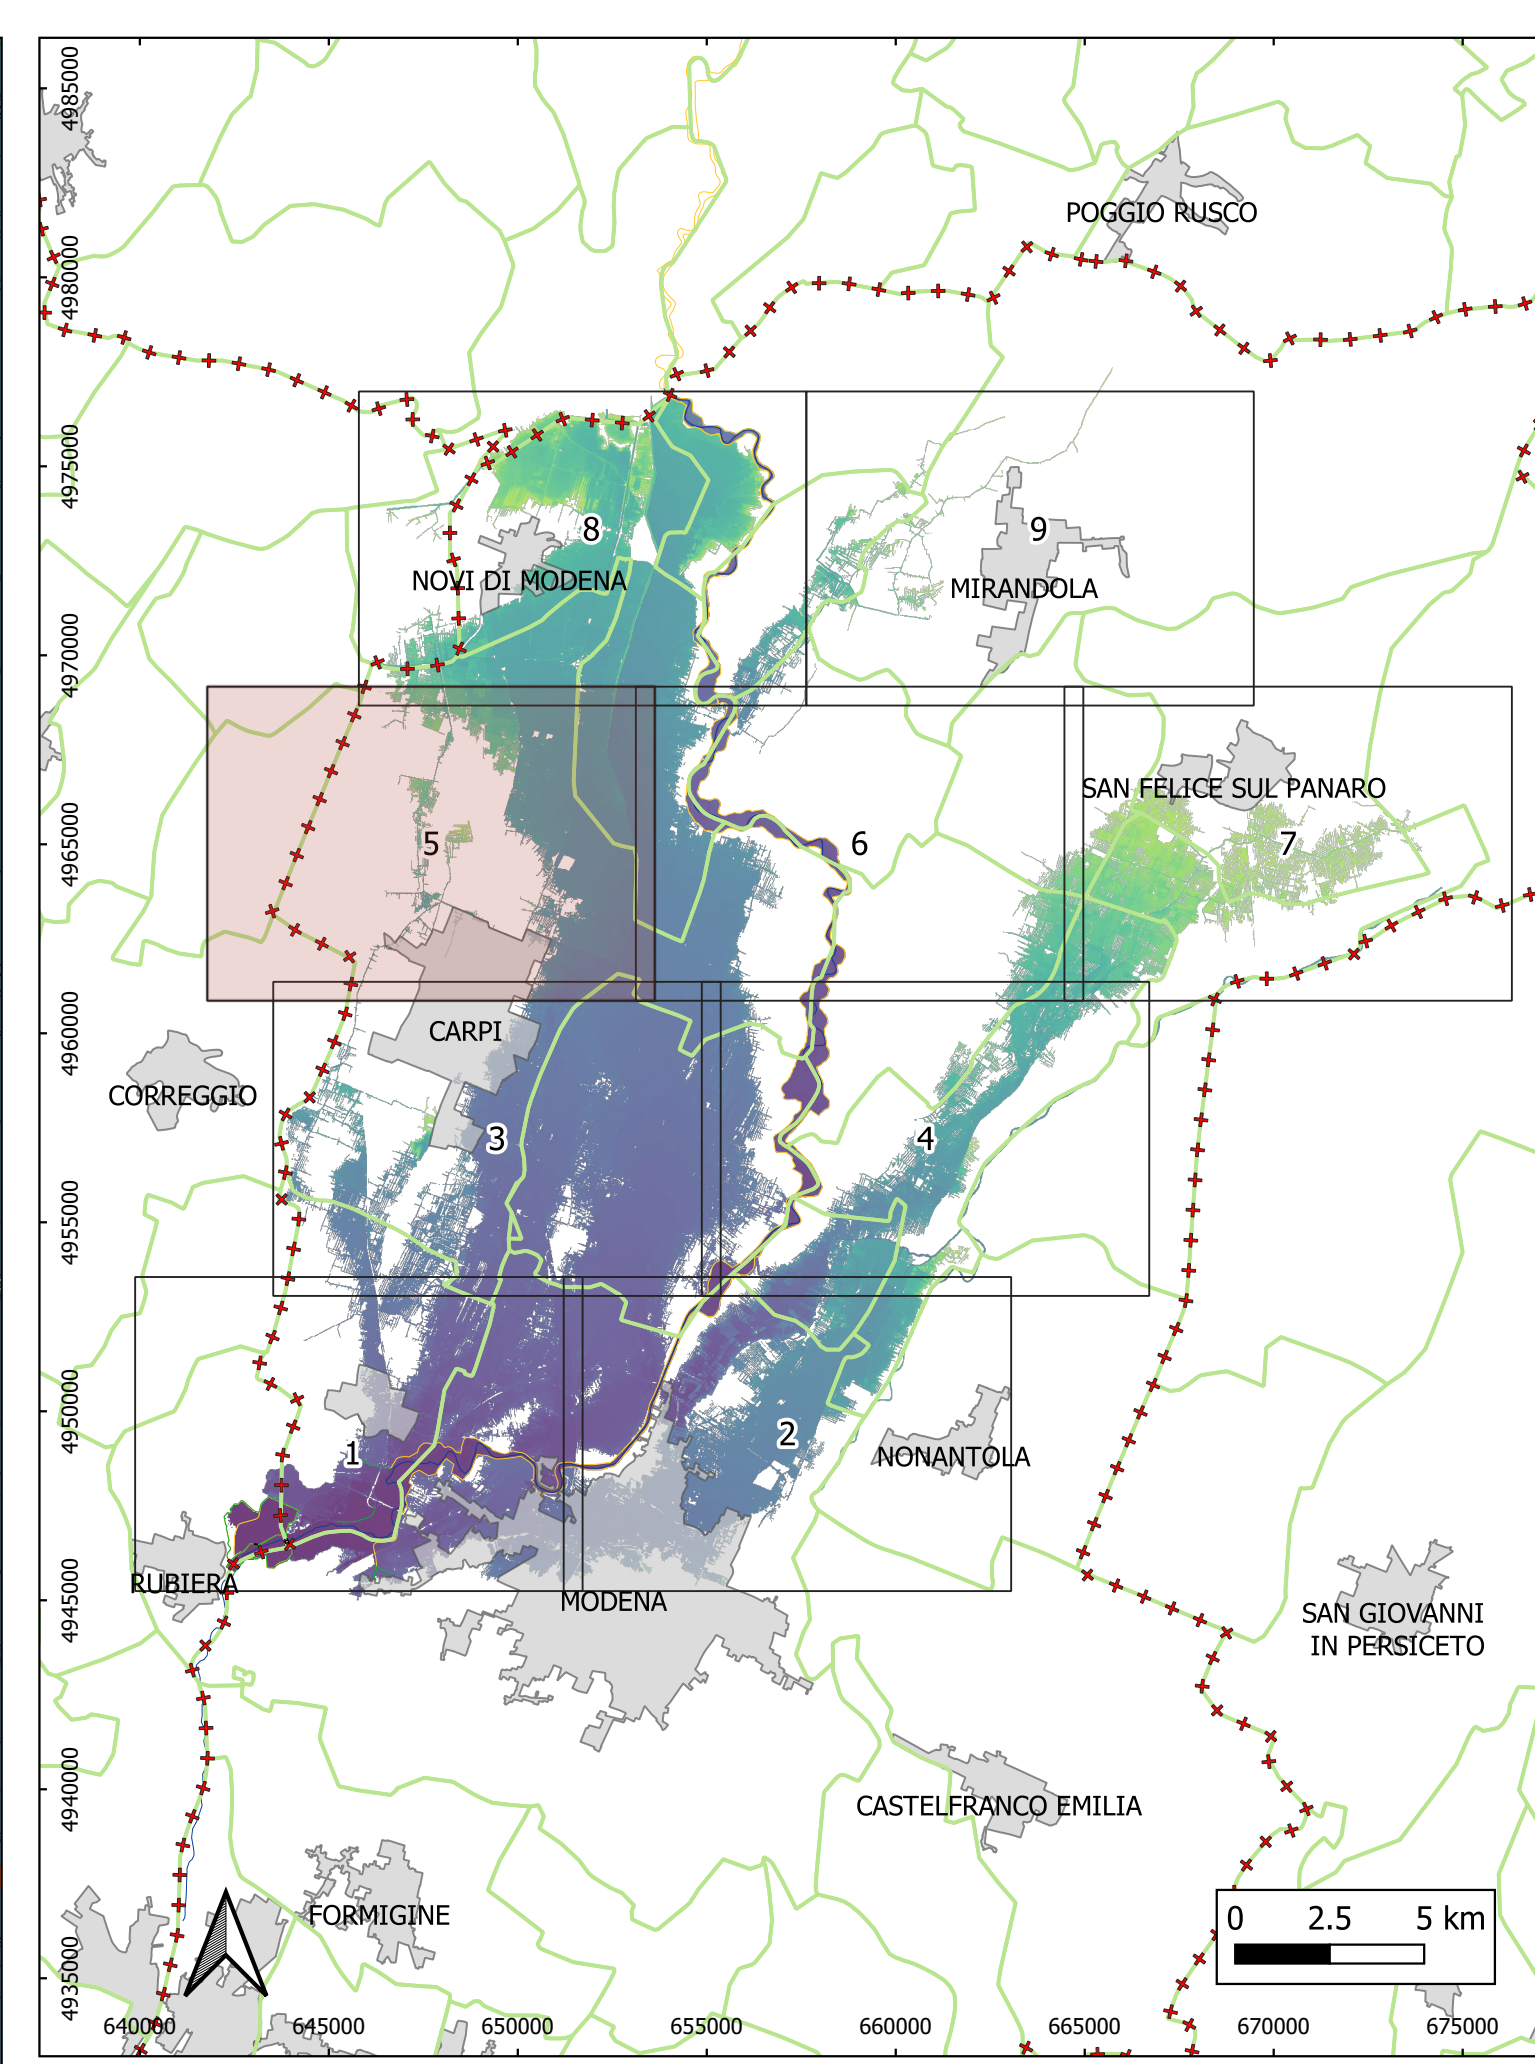 4985000
POGGIO RUSCO
4980000
4975000
8
9
NOVI DI MODENA
MIRANDOLA
4970000
SAN FELICE SUL PANARO
4965000
5
6
7
4960000
CARPI
CORREGGIO
3
4
4955000
4950000
1
2
NONANTOLA
RUBIERA
4945000
MODENA
SAN GIOVANNI
IN PERSICETO
4940000
CASTELFRANCO EMILIA
FORMIGINE
0 2.5 5 km
4935000
640000 645000 650000 655000 660000 665000 670000 675000